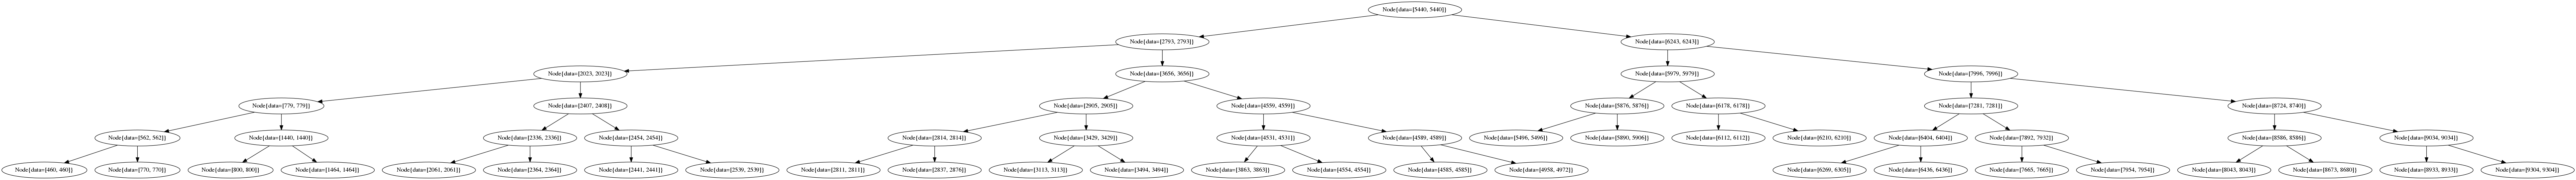 Node{data=[5440, 5440]}
Node{data=[2793, 2793]}
Node{data=[6243, 6243]}
Node{data=[2023, 2023]}
Node{data=[3656, 3656]}
Node{data=[5979, 5979]}
Node{data=[7996, 7996]}
Node{data=[779, 779]}
Node{data=[2407, 2408]}
Node{data=[2905, 2905]}
Node{data=[4559, 4559]}
Node{data=[5876, 5876]}
Node{data=[6178, 6178]}
Node{data=[7281, 7281]}
Node{data=[8724, 8740]}
Node{data=[562, 562]}
Node{data=[1440, 1440]}
Node{data=[2336, 2336]}
Node{data=[2454, 2454]}
Node{data=[2814, 2814]}
Node{data=[3429, 3429]}
Node{data=[4531, 4531]}
Node{data=[4589, 4589]}
Node{data=[5496, 5496]}
Node{data=[5890, 5906]}
Node{data=[6112, 6112]}
Node{data=[6210, 6210]}
Node{data=[6404, 6404]}
Node{data=[7892, 7932]}
Node{data=[8586, 8586]}
Node{data=[9034, 9034]}
Node{data=[460, 460]}
Node{data=[770, 770]}
Node{data=[800, 800]}
Node{data=[1464, 1464]}
Node{data=[2061, 2061]}
Node{data=[2364, 2364]}
Node{data=[2441, 2441]}
Node{data=[2539, 2539]}
Node{data=[2811, 2811]}
Node{data=[2837, 2876]}
Node{data=[3113, 3113]}
Node{data=[3494, 3494]}
Node{data=[3863, 3863]}
Node{data=[4554, 4554]}
Node{data=[4585, 4585]}
Node{data=[4958, 4972]}
Node{data=[6269, 6305]}
Node{data=[6436, 6436]}
Node{data=[7665, 7665]}
Node{data=[7954, 7954]}
Node{data=[8043, 8043]}
Node{data=[8673, 8680]}
Node{data=[8933, 8933]}
Node{data=[9304, 9304]}